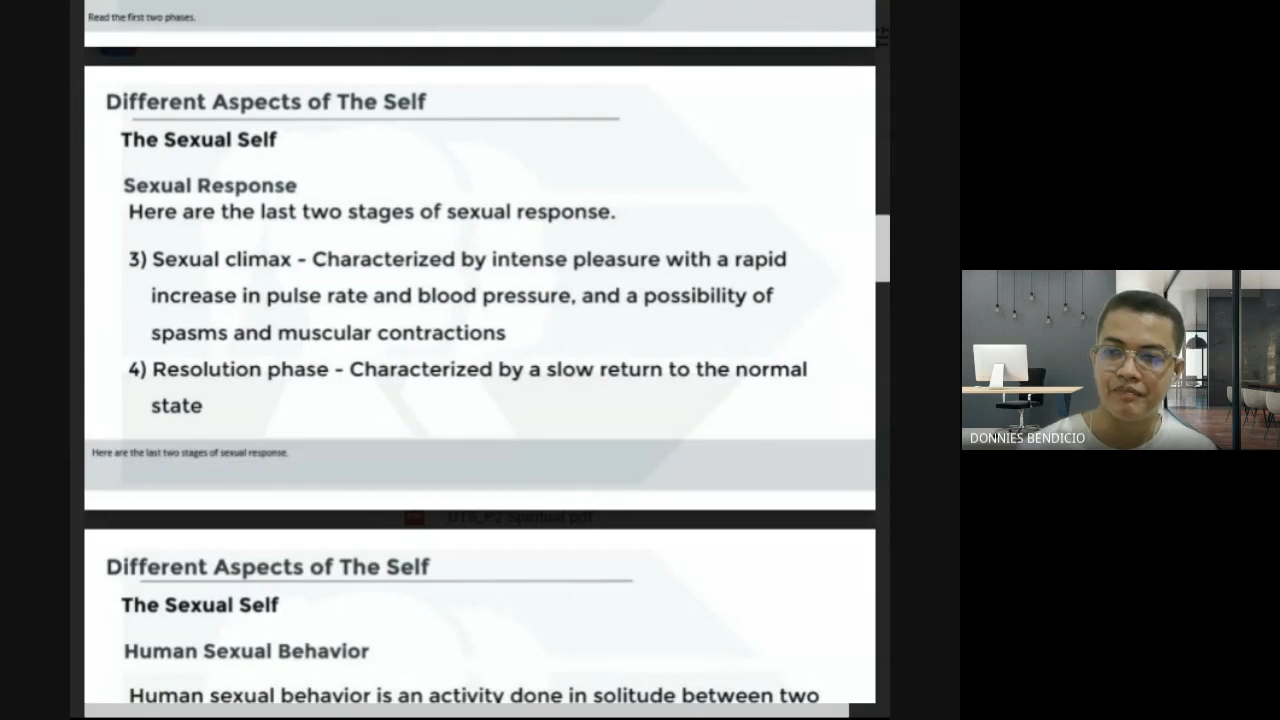 Read the first two phases.
Different Aspects of The Self
The Sexual Self
Sexual Response
Here are the last two stages of sexual response.
3) Sexual climax - Characterized by intense pleasure with a rapid
increase in pulse rate and blood pressure, and a possibility of
spasms and muscular contractions
4) Resolution phase - Characterized by a slow return to the normal
state
Here are the last two stages of sexual response.
Different Aspects of The Self
The Sexual Self
Human Sexual Behavior
Human sexual behavior is an activity done in solitude between two
DONNIES BENDICIO